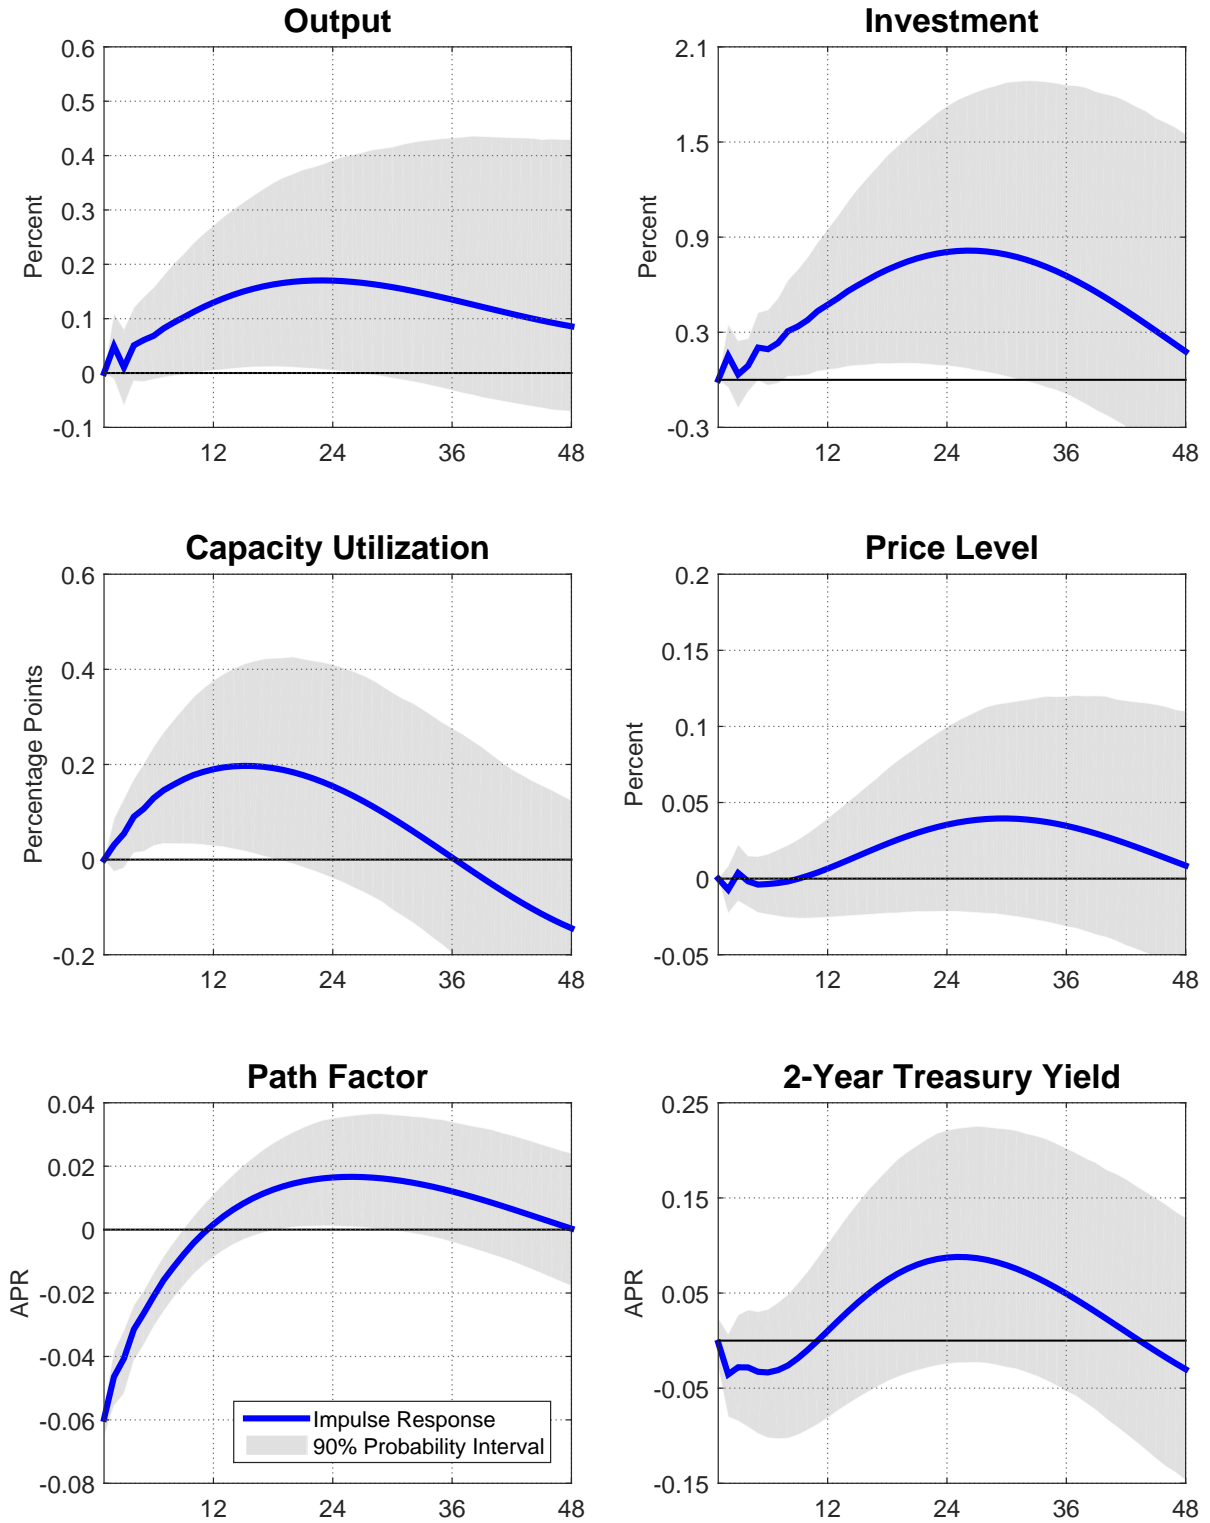 Output
Percent
0.6
0.5
0.4
0.3
0.2
0.1
0
-0.1
12 24 36 48
Investment
Percent
2.1
1.5
0.9
0.3
-0.3
12 24 36 48
Capacity Utilization
Percentage Points
0.6
0.4
0.2
0
-0.2
12 24 36 48
Price Level
Percent
0.2
0.15
0.1
0.05
0
-0.05
12 24 36 48
Path Factor
APR
0.04
0.02
0
-0.02
-0.04
-0.06
-0.08
Impulse Response
90% Probability Interval
12 24 36 48
2-Year Treasury Yield
APR
0.25
0.15
0.05
-0.05
-0.15
12 24 36 48